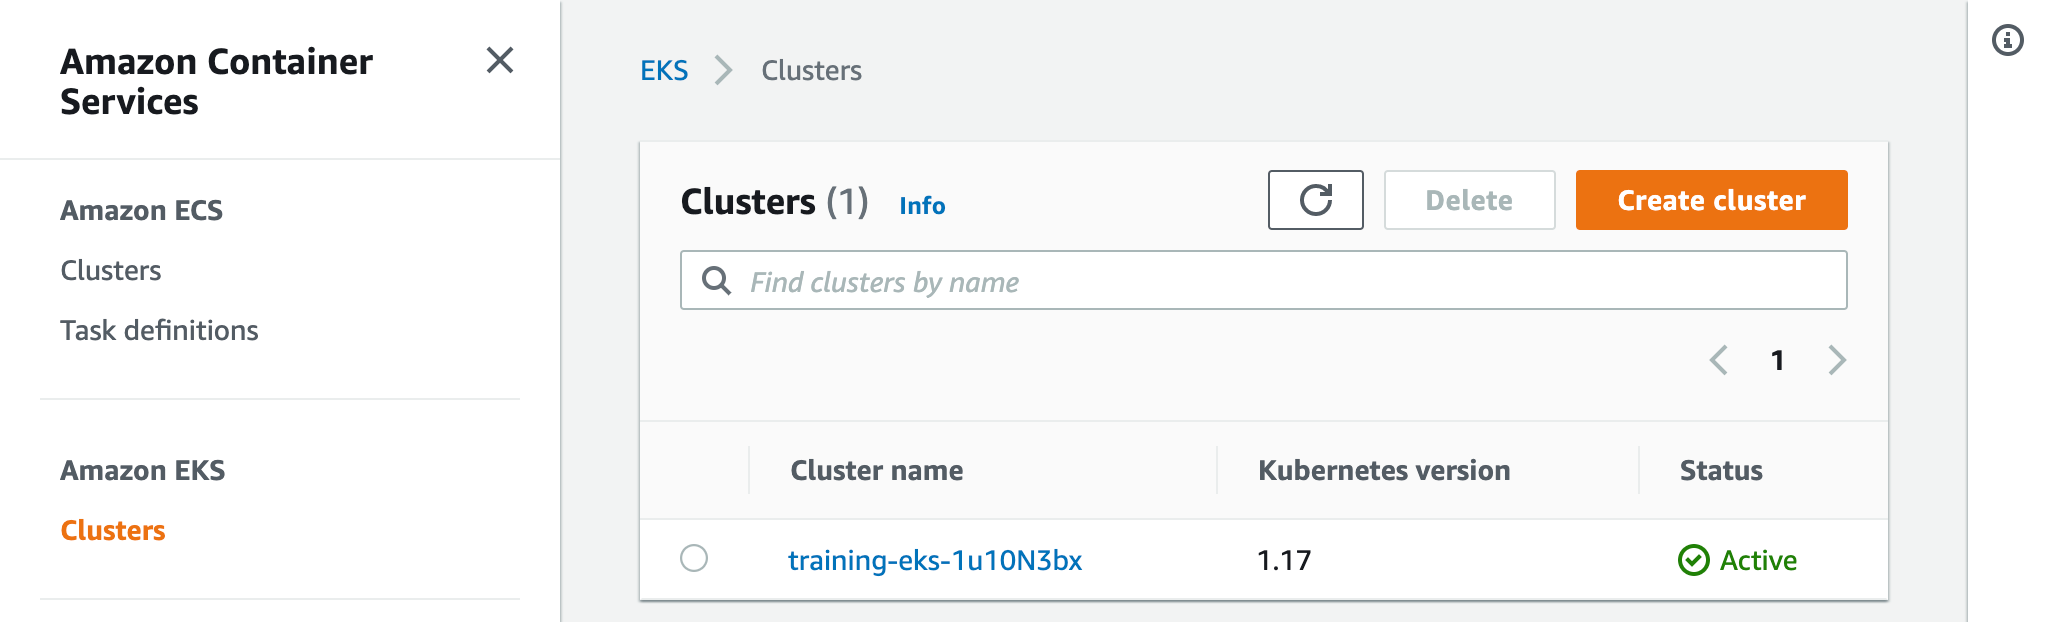 Amazon Container
Services
Amazon ECS
Clusters
Task definitions
Amazon EKS
Clusters
EKS > Clusters
Clusters (1) Info
Delete
Create cluster
Find clusters by name
1
Cluster name Kubernetes version Status
training-eks-1u10N3bx 1.17 Active